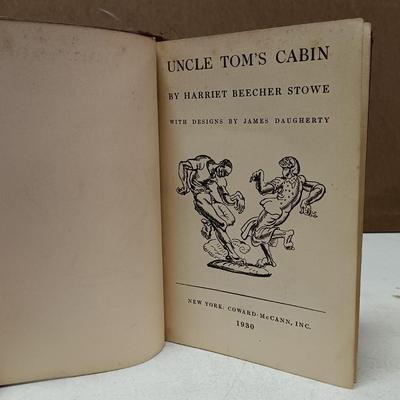 UNCLE TOM'S CABIN
BY HARRIET BEECHER STOWE
WITH DESIGNS BY JAMES DAUGHERTY
NEW YORK: COWARD-McCANN, INC.
1930